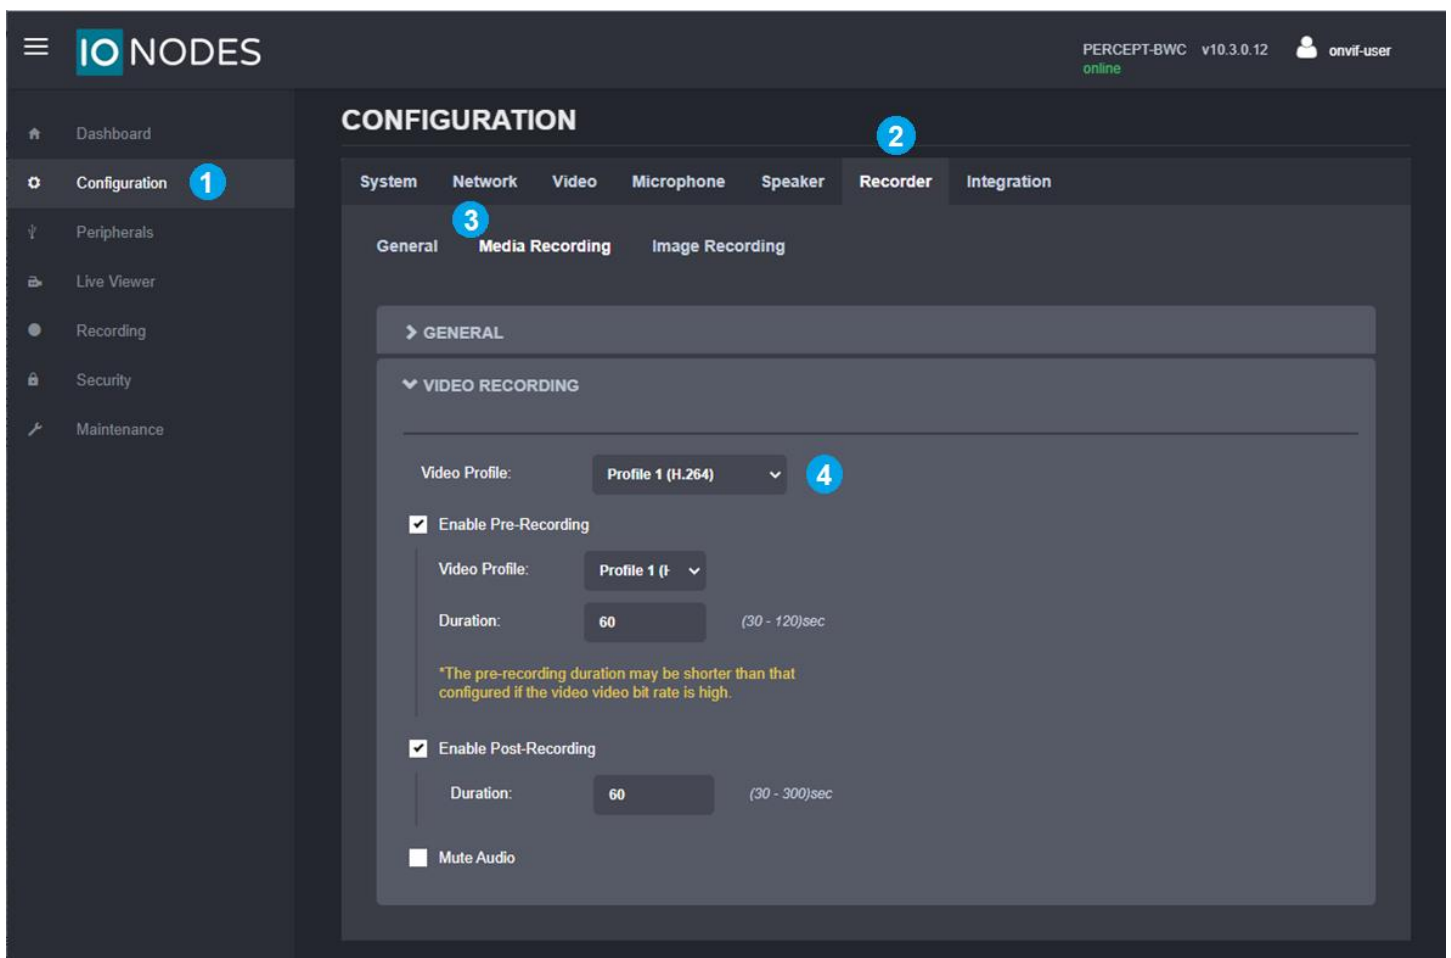 IONODES
PERCEPT-BWC v10.3.0.12
online
onvif-user
Dashboard
Configuration 1
Peripherals
Live Viewer
Recording
Security
Maintenance
CONFIGURATION
2
System Network Video Microphone Speaker Recorder Integration
3
General Media Recording Image Recording
GENERAL
VIDEO RECORDING
Video Profile: Profile 1 (H.264) 4
Enable Pre-Recording
Video Profile: Profile 1 (H
Duration: 60 (30 - 120)sec
*The pre-recording duration may be shorter than that
configured if the video video bit rate is high.
Enable Post-Recording
Duration: 60 (30 - 300)sec
Mute Audio